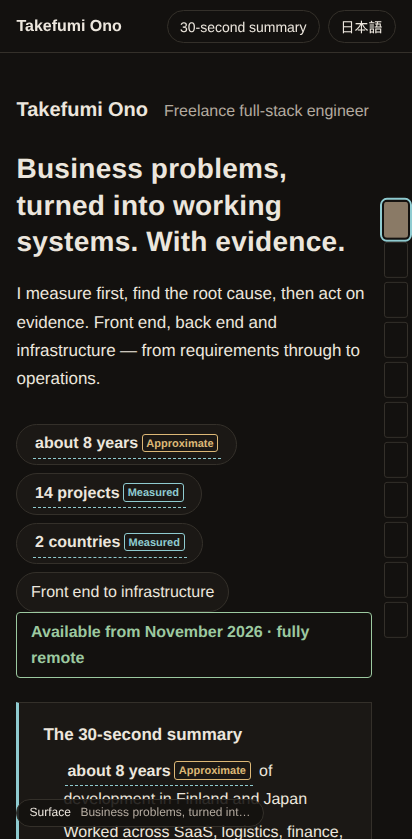 Takefumi Ono
30-second summary
日本語
Takefumi Ono Freelance full-stack engineer
Business problems,
turned into working
systems. With evidence.
I measure first, find the root cause, then act on
evidence. Front end, back end and
infrastructure — from requirements through to
operations.
about 8 years Approximate
14 projects Measured
2 countries Measured
Front end to infrastructure
Available from November 2026 · fully
remote
The 30-second summary
about 8 years Approximate of
development in Finland and Japan
Surface Business problems, turned int…
Worked across SaaS, logistics, finance,